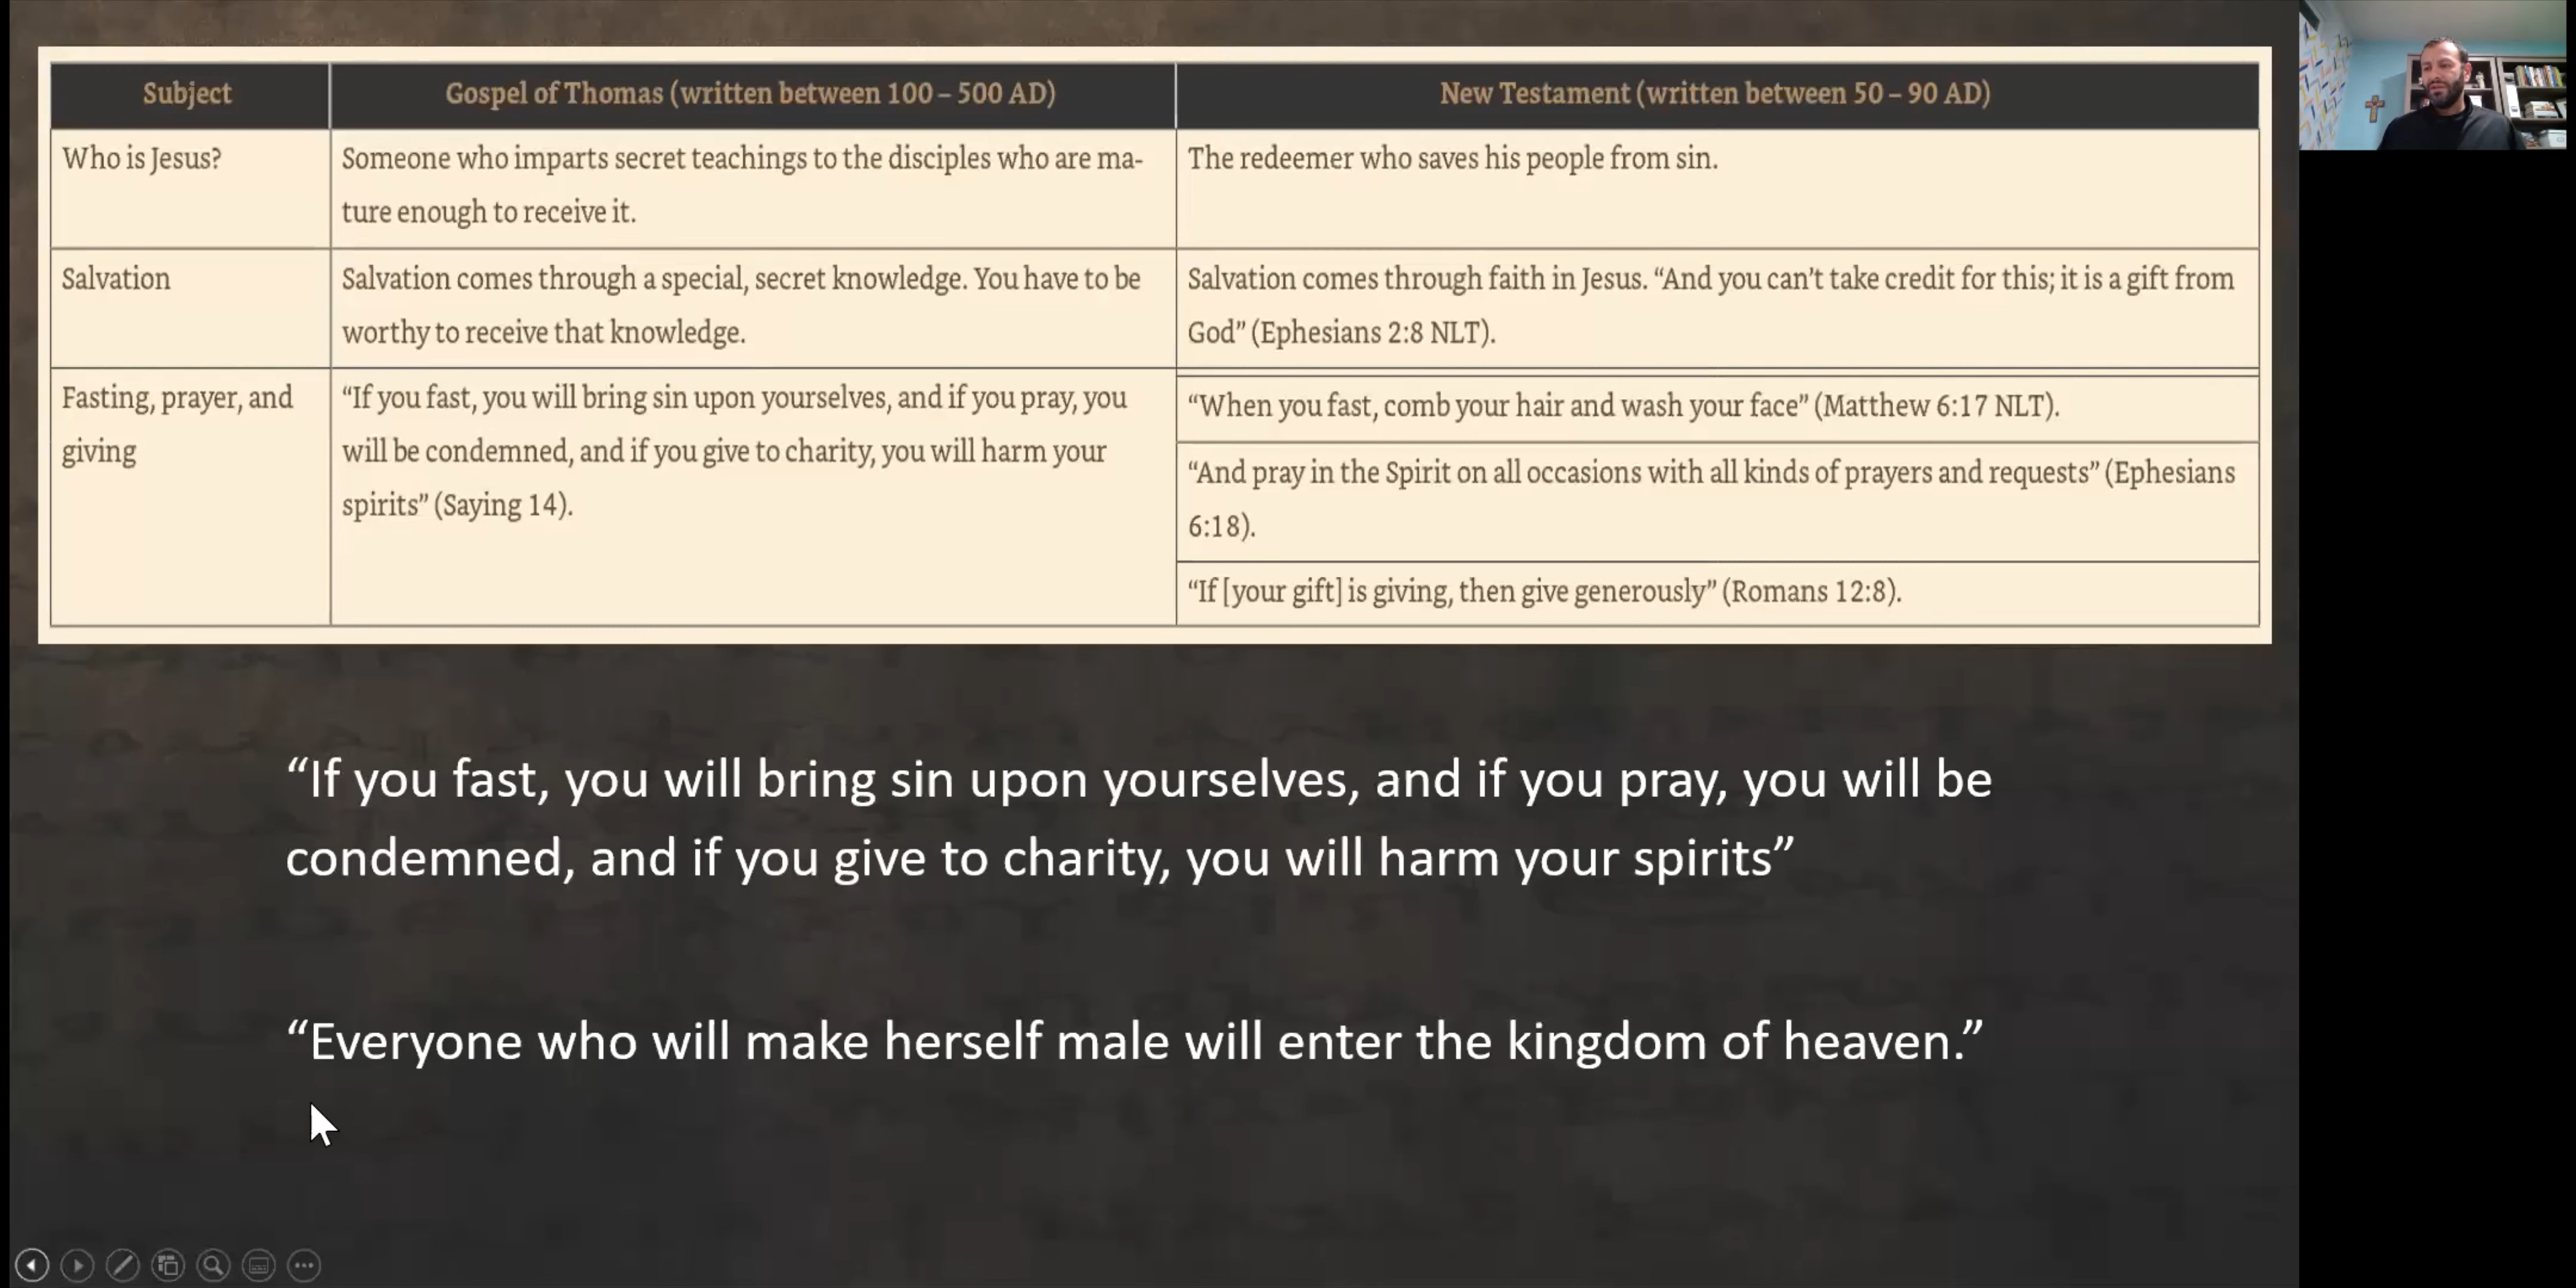 Subject
Gospel of Thomas (written between 100 – 500 AD)
New Testament (written between 50 – 90 AD)
Who is Jesus?
Someone who imparts secret teachings to the disciples who are ma-
ture enough to receive it.
The redeemer who saves his people from sin.
Salvation
Salvation comes through a special, secret knowledge. You have to be
worthy to receive that knowledge.
Salvation comes through faith in Jesus. “And you can’t take credit for this; it is a gift from
God” (Ephesians 2:8 NLT).
Fasting, prayer, and
giving
“If you fast, you will bring sin upon yourselves, and if you pray, you
will be condemned, and if you give to charity, you will harm your
spirits” (Saying 14).
“When you fast, comb your hair and wash your face” (Matthew 6:17 NLT).
“And pray in the Spirit on all occasions with all kinds of prayers and requests” (Ephesians
6:18).
“If [your gift] is giving, then give generously” (Romans 12:8).
“If you fast, you will bring sin upon yourselves, and if you pray, you will be
condemned, and if you give to charity, you will harm your spirits”
“Everyone who will make herself male will enter the kingdom of heaven.”